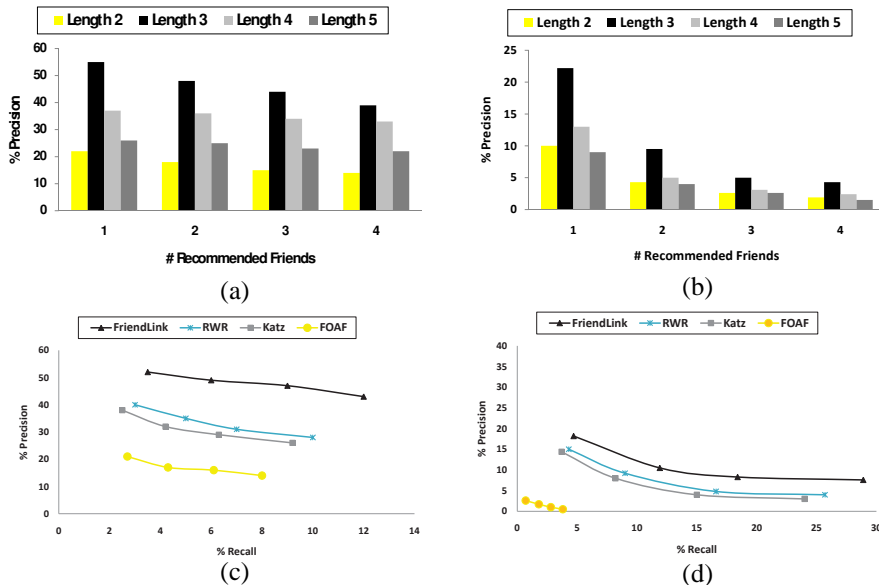 (a)
Length 2 Length 3 Length 4 Length 5
60
50
40
30
20
10
% Precision
1 2 3 4
# Recommended Friends
(b)
Length 2 Length 3 Length 4 Length 5
25
20
15
10
5
0
% Precision
1 2 3 4
# Recommended Friends
(a)
(b)
FriendLink RWR Katz FOAF
60
50
40
30
20
10
0
% Precision
0 2 4 6 8 10 12 14
% Recall
(c)
FriendLink RWR Katz FOAF
40
35
30
25
20
15
10
5
0
% Precision
0 5 10 15 20 25 30
% Recall
(d)